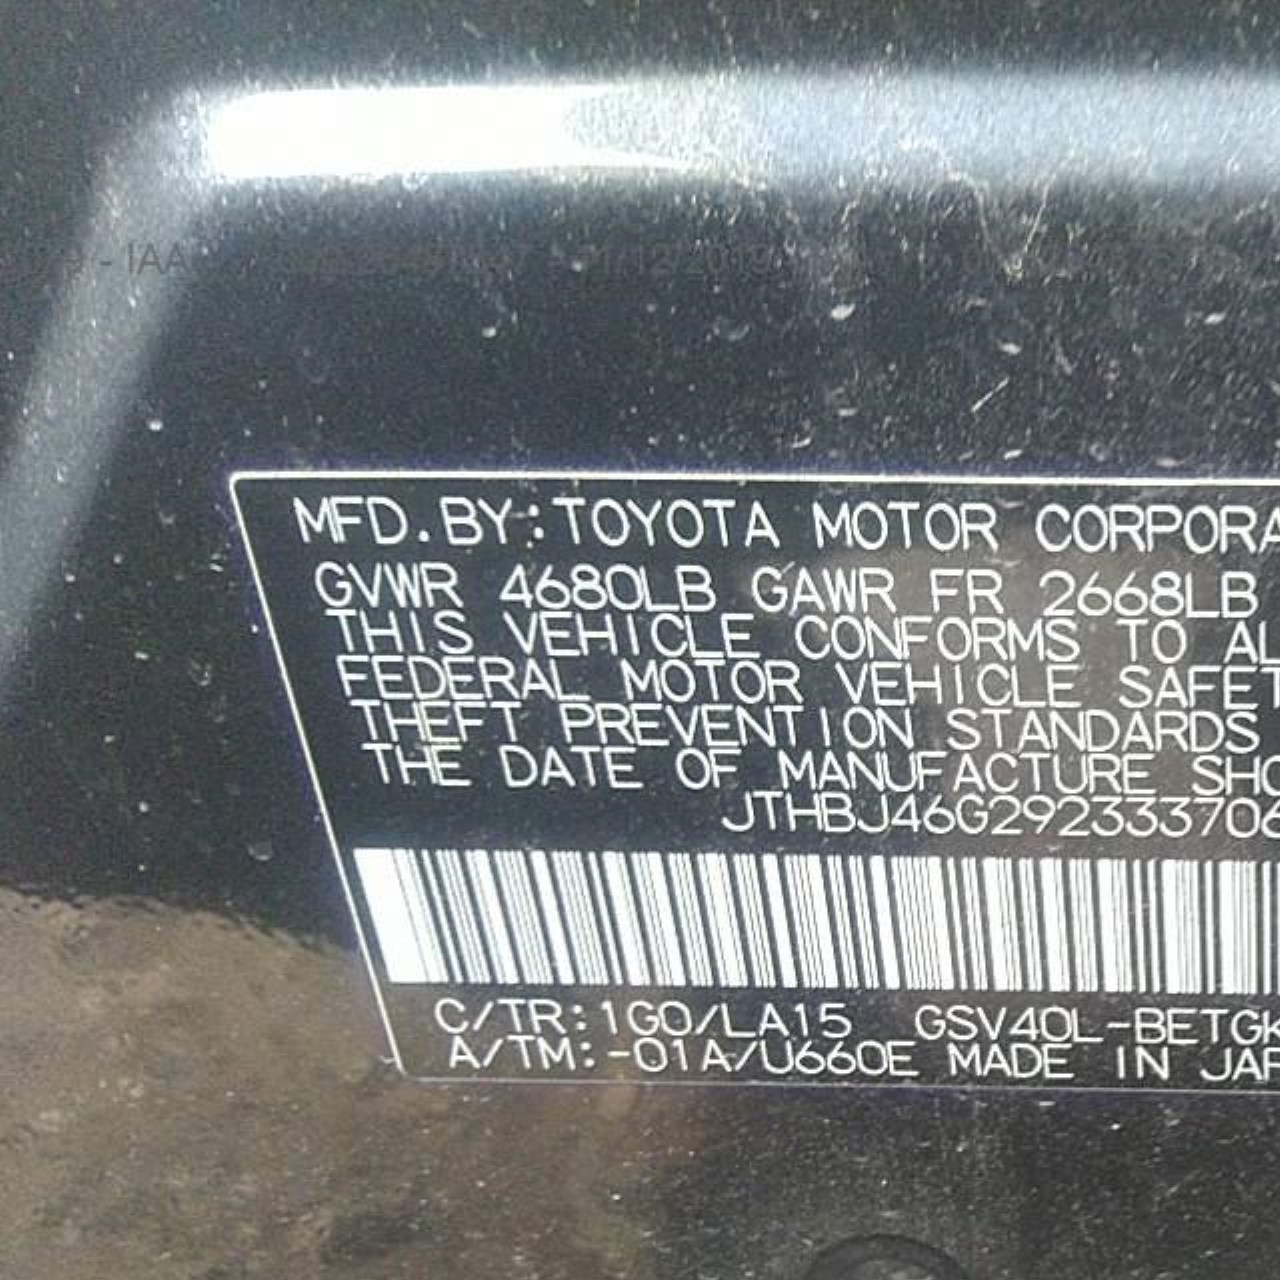 MFD.BY:TOYOTA MOTOR CORPORA
GVWR 4680LB GAWR FR 2668LB
THIS VEHICLE CONFORMS TO AL
FEDERAL MOTOR VEHICLE SAFET
THEFT PREVENTION STANDARDS
THE DATE OF MANUFACTURE SHO
JTHBJ46G292333706
C/TR:1G0/LA15 GSV40L-BETGK
A/TM:-01A/U660E MADE IN JAP